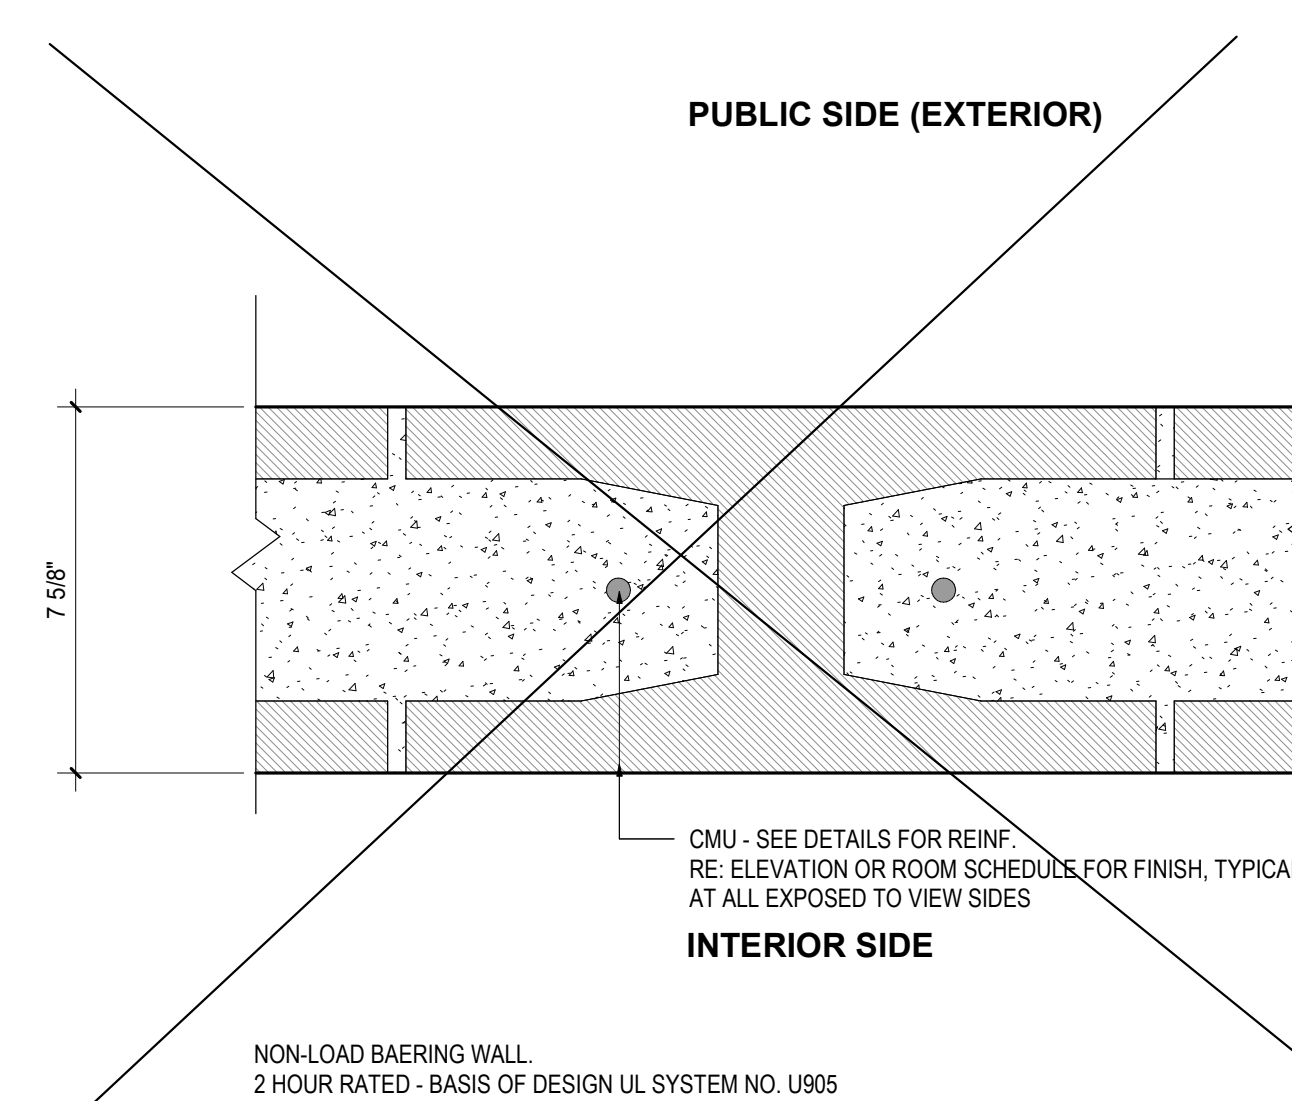 PUBLIC SIDE (EXTERIOR)
7 5/8"
CMU - SEE DETAILS FOR REINF.
RE: ELEVATION OR ROOM SCHEDULE FOR FINISH,
AT ALL EXPOSED TO VIEW SIDES
INTERIOR SIDE
NON-LOAD BAERING WALL.
2 HOUR RATED - BASIS OF DESIGN UL SYSTEM NO. U905